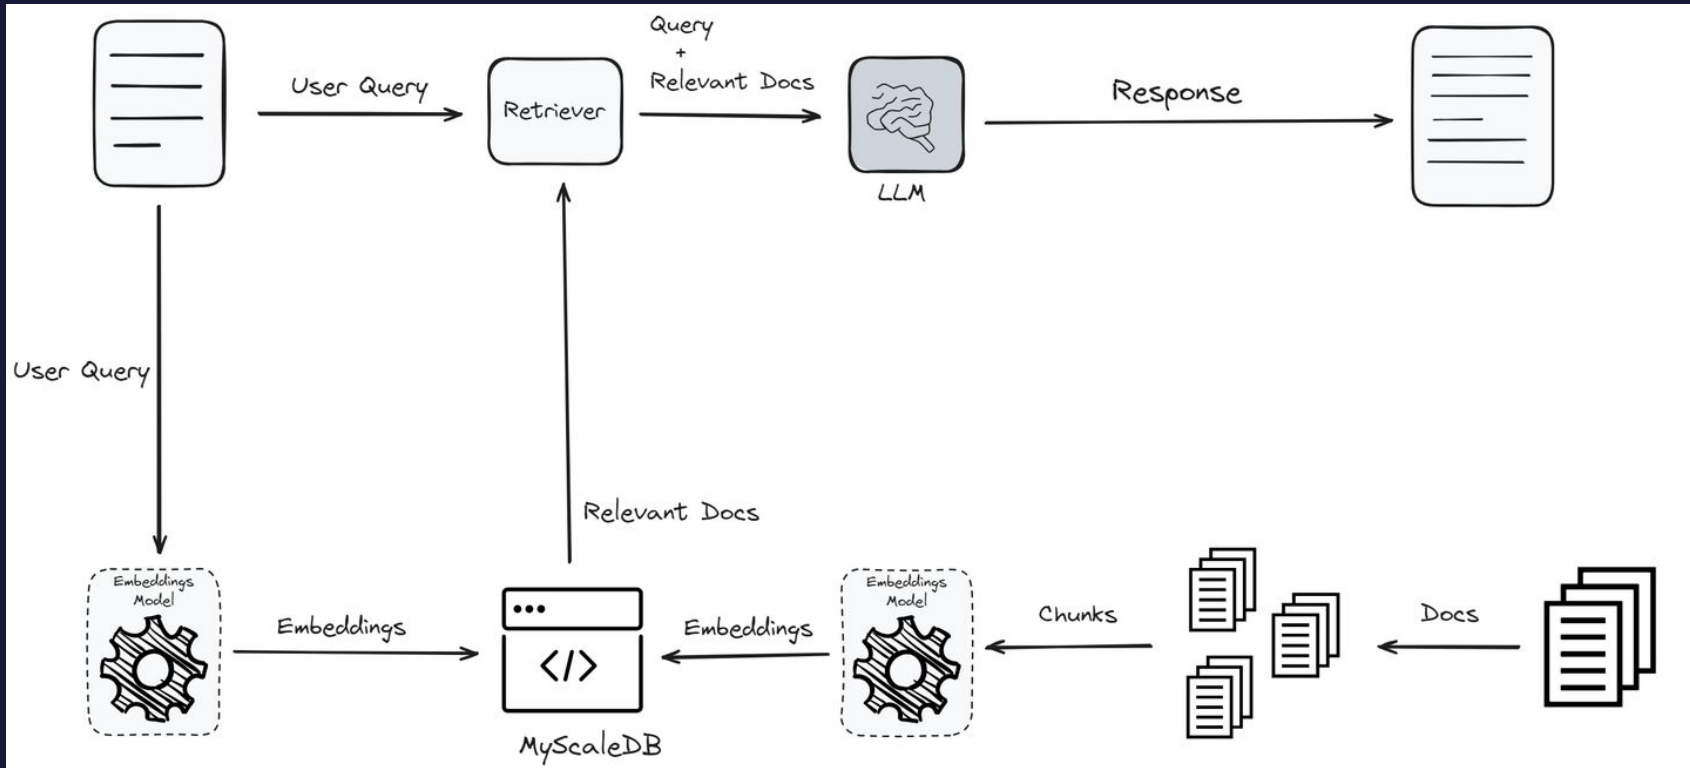 Query
+
Relevant Docs
User Query
Retriever
Response
LLM
User Query
Relevant Docs
Embeddings
Model
Embeddings
Embeddings
Embeddings
Model
Chunks
Docs
</>
MyScaleDB